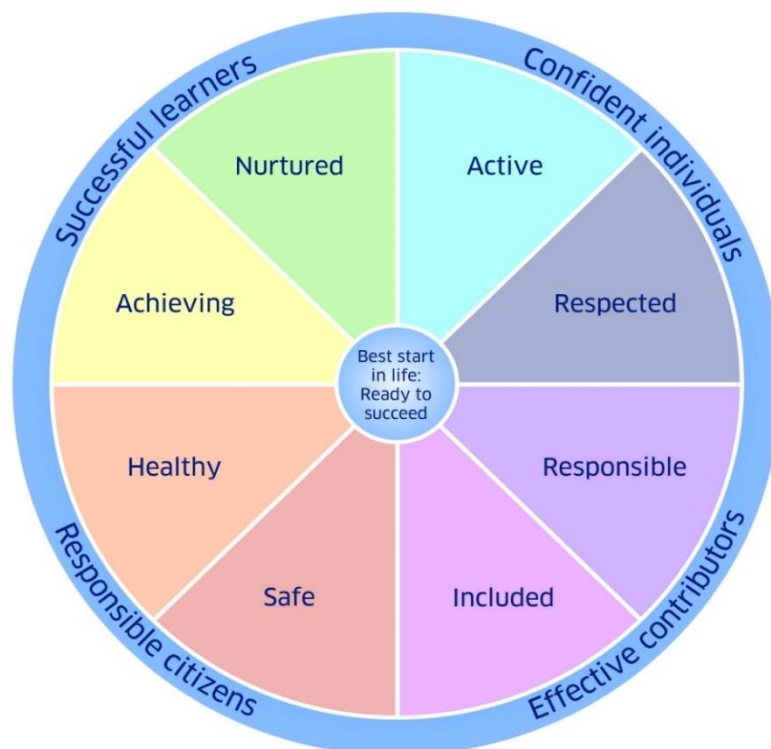 Successful learners
Confident individuals
Nurtured
Active
Achieving
Respected
Best start
in life:
Ready to
succeed
Healthy
Responsible
Safe
Included
Responsible citizens
Effective contributors